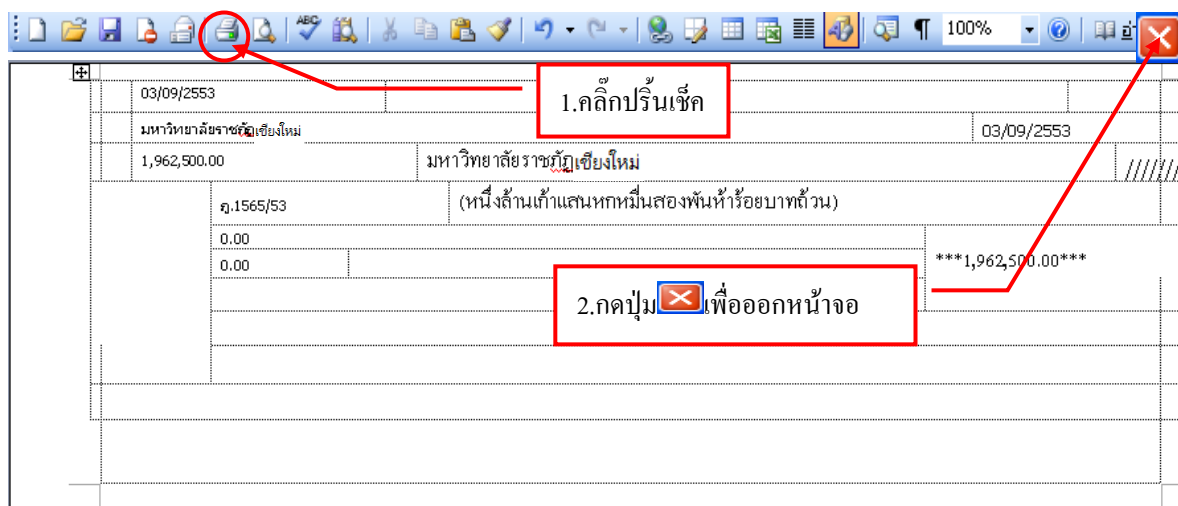 ABC 100% อ่
1.คลิ๊กปริ้นเช็ค
03/09/2553
มหาวิทยาลัยราชภัฏเชียงใหม่ 03/09/2553
1,962,500.00 มหาวิทยาลัยราชภัฏเชียงใหม่ ///////
ฎ.1565/53 (หนึ่งล้านเก้าแสนหกหมื่นสองพันห้าร้อยบาทถ้วน)
0.00
0.00 ***1,962,500.00***
2.กดปุ่ม เพื่อออกหน้าจอ